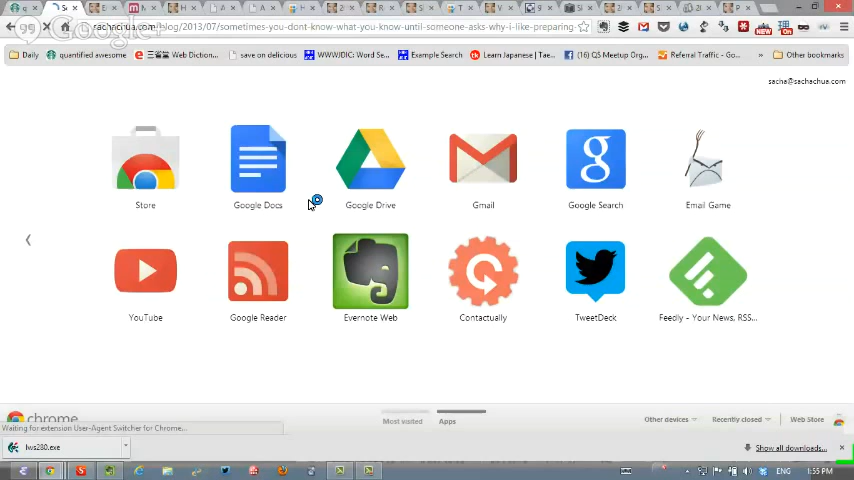 Google+
sachachua.com/blog/2013/07/sometimes-you-dont-know-what-you-know-until-someone-asks-why-i-like-preparing-
Daily
quantified awesome
Web Diction...
save on delicious
WWWJDIC: Word Se...
Example Search
Learn Japanese | Tae...
(16) QS Meetup Org...
Referral Traffic - Go...
»
Other bookmarks
sacha@sachachua.com
Store
Google Docs
Google Drive
Gmail
Google Search
Email Game
YouTube
Google Reader
Evernote Web
Contactually
TweetDeck
Feedly - Your News, RSS...
chrome
Most visited
Apps
Other devices
Recently closed
Web Store
Waiting for extension User-Agent Switcher for Chrome...
lws280.exe
Show all downloads...
ENG
1:55 PM